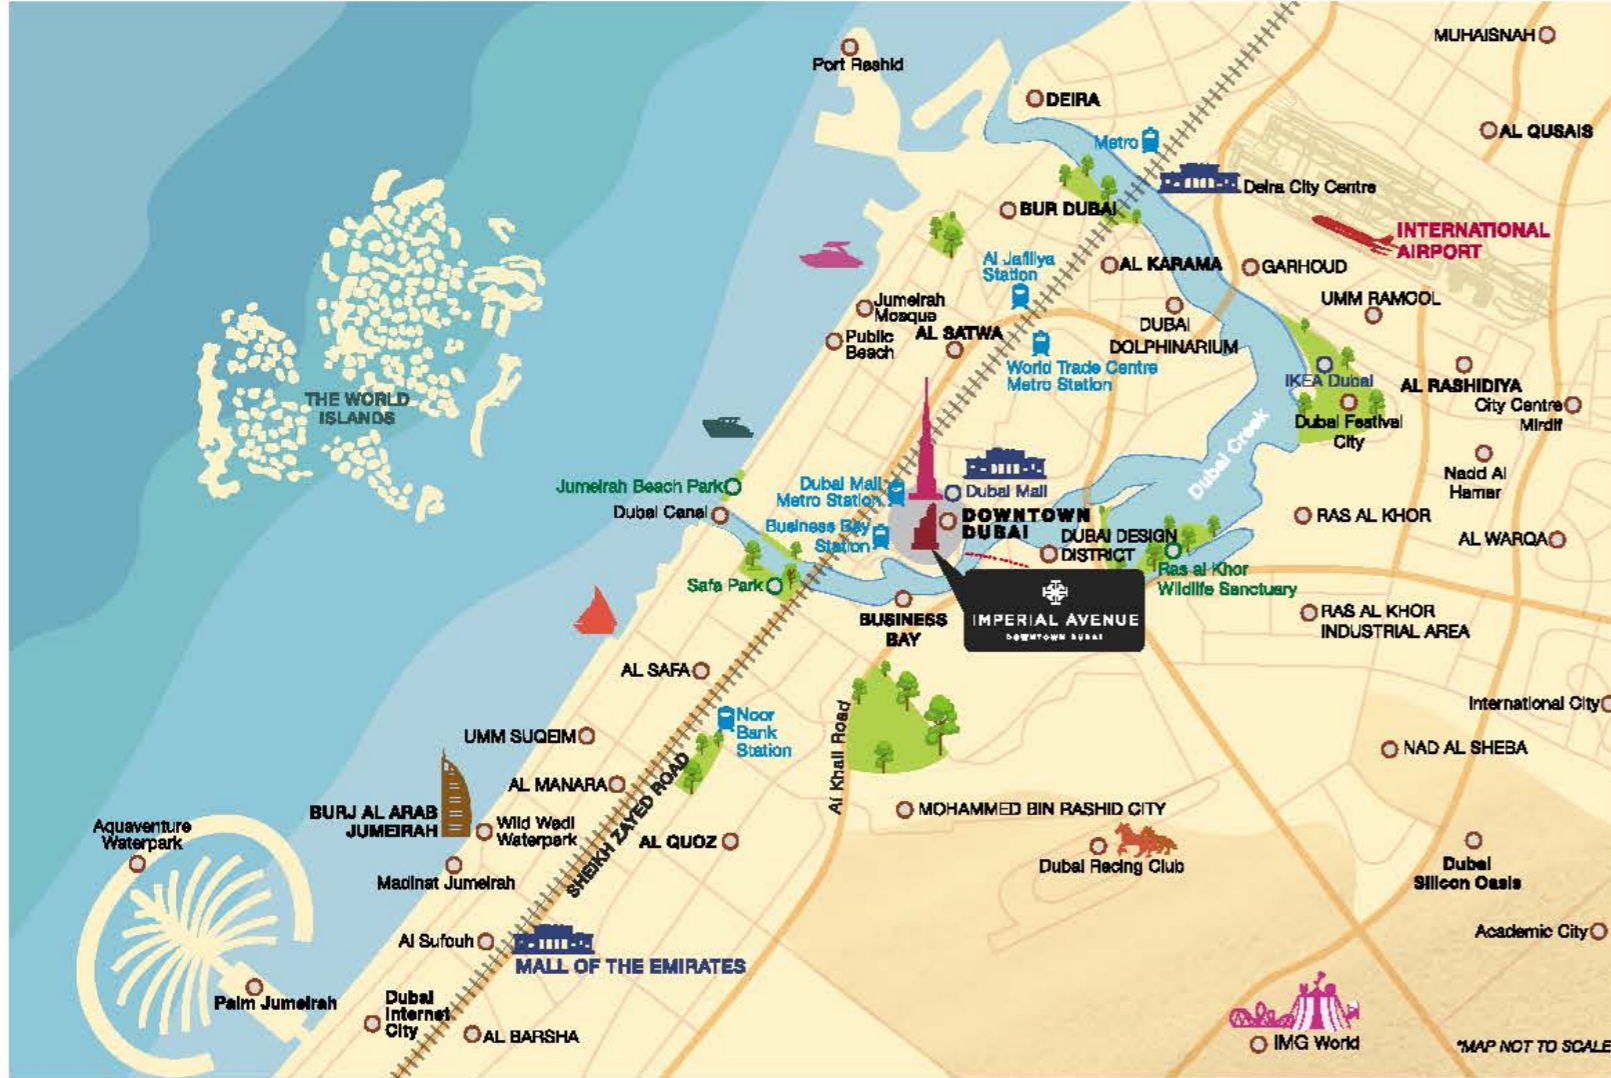 Port Rashid
MUHAISNAH
DEIRA
AL QUSAIS
Metro
Deira City Centre
BUR DUBAI
INTERNATIONAL
AIRPORT
Al Jafiliya
Station
AL KARAMA
GARHOUD
UMM RAMOOL
Jumeirah
Mosque
Public
Beach
AL SATWA
DUBAI
DOLPHINARIUM
World Trade Centre
Metro Station
IKEA Dubai
AL RASHIDIYA
City Centre
Mirdif
Dubai Festival
City
THE WORLD
ISLANDS
Dubai Creek
Nadd Al
Hamar
Jumeirah Beach Park
Dubai Mall
Metro Station
Dubai Mall
Dubai Canal
Business Bay
Station
DOWNTOWN
DUBAI
DUBAI DESIGN
DISTRICT
RAS AL KHOR
AL WARQA
Safa Park
Ras al Khor
Wildlife Sanctuary
BUSINESS
BAY
IMPERIAL AVENUE
DOWNTOWN DUBAI
RAS AL KHOR
INDUSTRIAL AREA
AL SAFA
International City
Noor
Bank
Station
UMM SUQEIM
Al Khail Road
NAD AL SHEBA
AL MANARA
SHEIKH ZAYED ROAD
BURJ AL ARAB
JUMEIRAH
Wild Wadi
Waterpark
AL QUOZ
MOHAMMED BIN RASHID CITY
Aquaventure
Waterpark
Madinat Jumeirah
Dubai Racing Club
Dubai
Silicon Oasis
Al Sufouh
MALL OF THE EMIRATES
Academic City
Palm Jumeirah
Dubai
Internet
City
AL BARSHA
IMG World
*MAP NOT TO SCALE